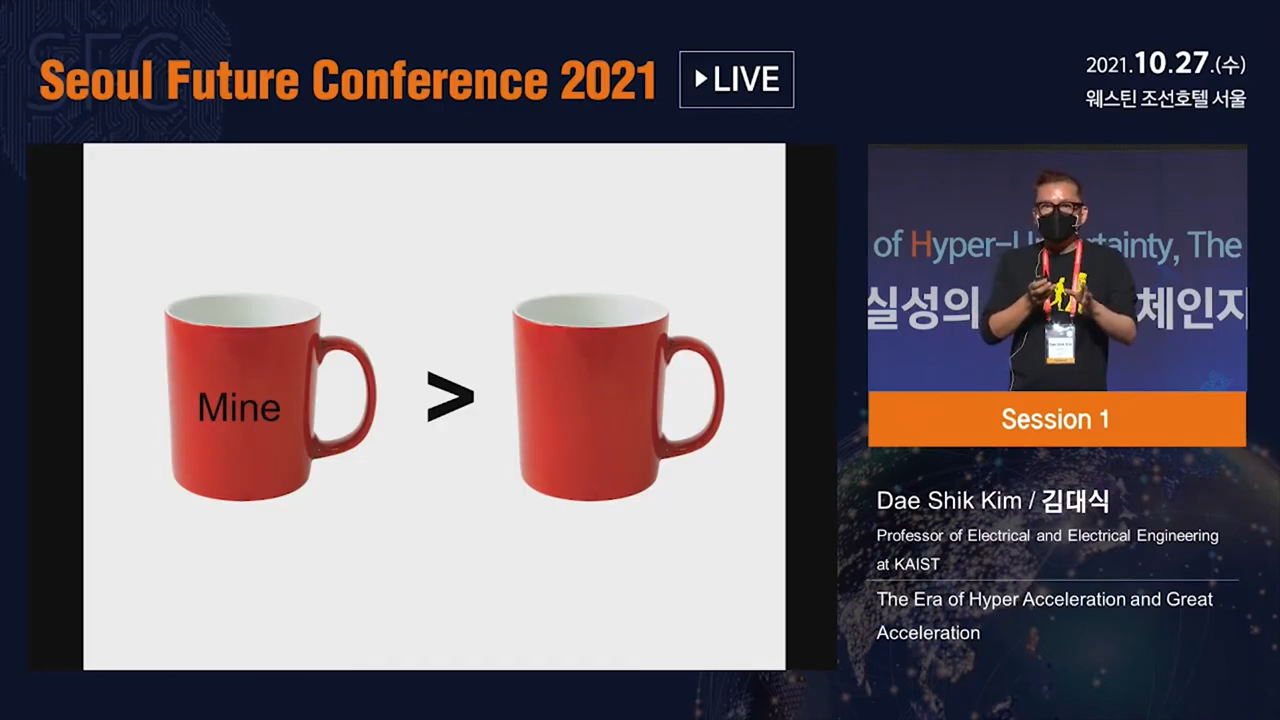 SFC
Seoul Future Conference 2021
LIVE
2021.10.27.(수)
웨스틴 조선호텔 서울
Mine
>
of Hyper-U tainty, The
실성의 체인지
Session 1
Dae Shik Kim / 김대식
Professor of Electrical and Electrical Engineering
at KAIST
The Era of Hyper Acceleration and Great
Acceleration